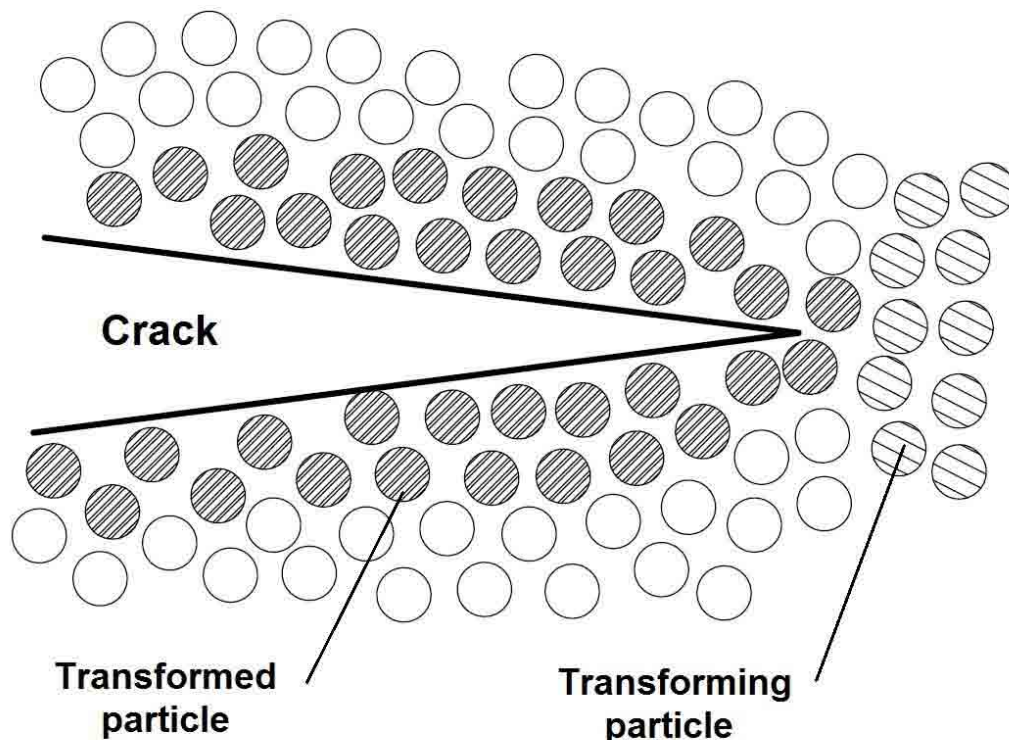 Crack
Transformed
particle
Transforming
particle